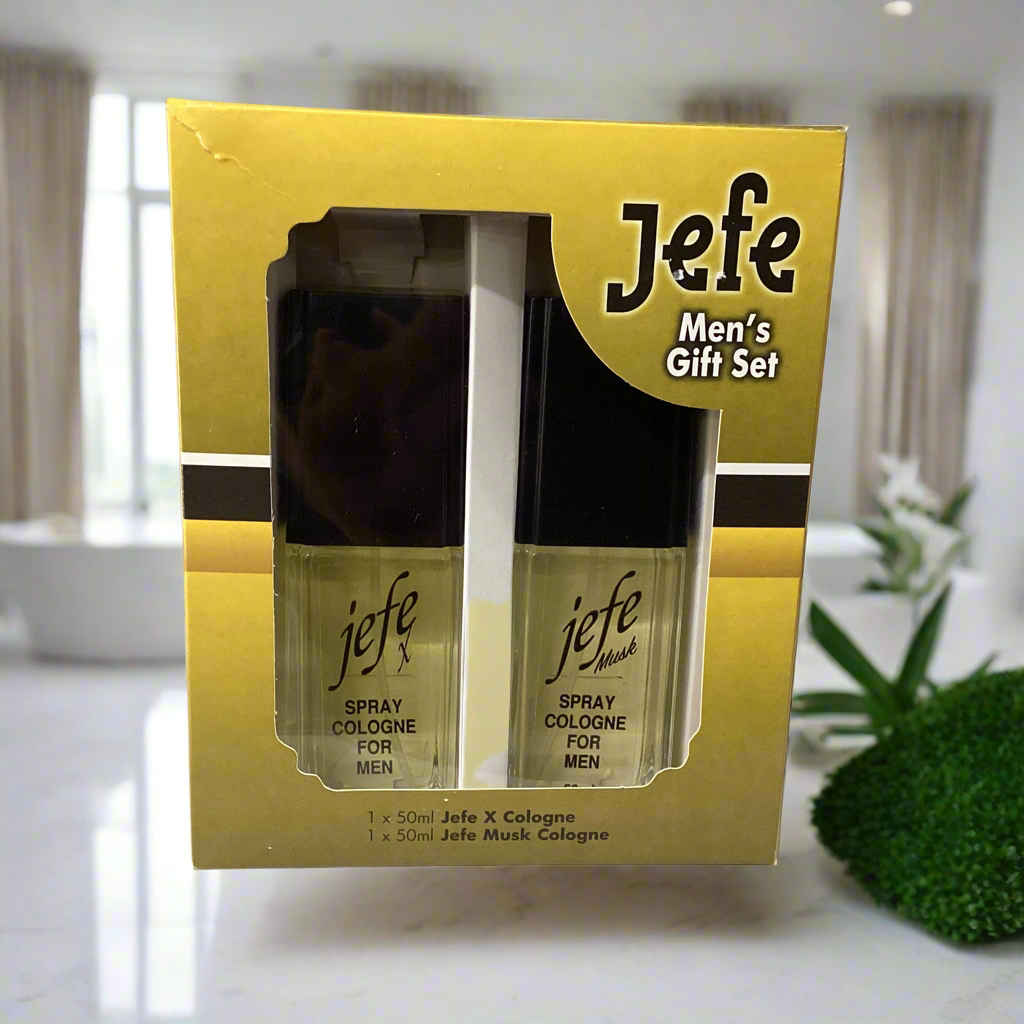 Jefe
Men's
Gift Set
jefe
X
SPRAY
COLOGNE
FOR
MEN
jefe
Musk
SPRAY
COLOGNE
FOR
MEN
1 x 50ml Jefe X Cologne
1 x 50ml Jefe Musk Cologne